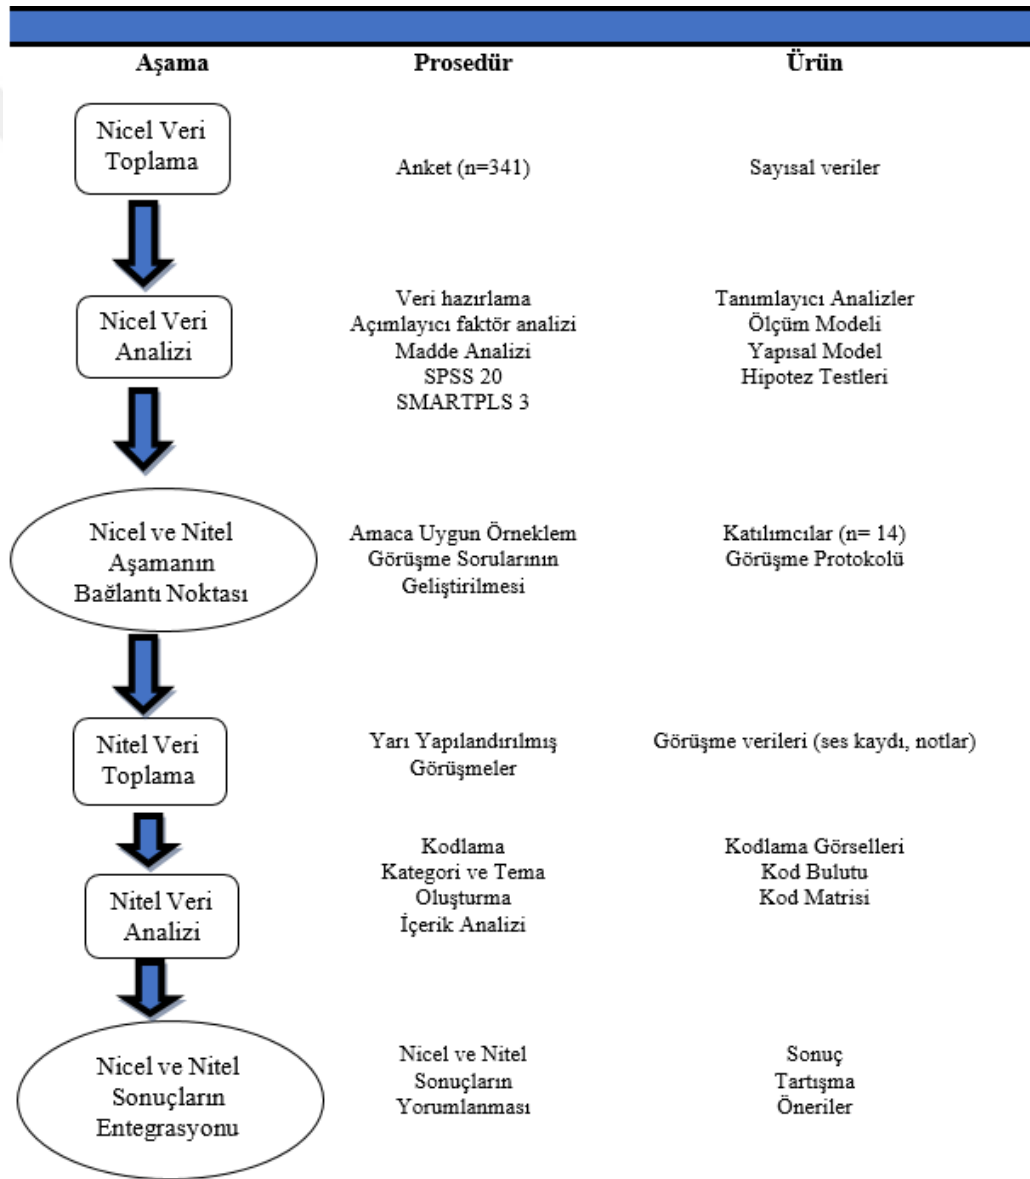 Aşama Prosedür Ürün
Nicel Veri
Toplama
Anket (n=341)
Sayısal veriler
Nicel Veri
Analizi
Veri hazırlama
Açımlayıcı faktör analizi
Madde Analizi
SPSS 20
SMARTPLS 3
Tanımlayıcı Analizler
Ölçüm Modeli
Yapısal Model
Hipotez Testleri
Nicel ve Nitel
Aşamanın
Bağlantı Noktası
Amaca Uygun Örneklem
Görüşme Sorularının
Geliştirilmesi
Katılımcılar (n= 14)
Görüşme Protokolü
Nitel Veri
Toplama
Yarı Yapılandırılmış
Görüşmeler
Görüşme verileri (ses kaydı, notlar)
Nitel Veri
Analizi
Kodlama
Kategori ve Tema
Oluşturma
İçerik Analizi
Kodlama Görselleri
Kod Bulutu
Kod Matrisi
Nicel ve Nitel
Sonuçların
Entegrasyonu
Nicel ve Nitel
Sonuçların
Yorumlanması
Sonuç
Tartışma
Öneriler